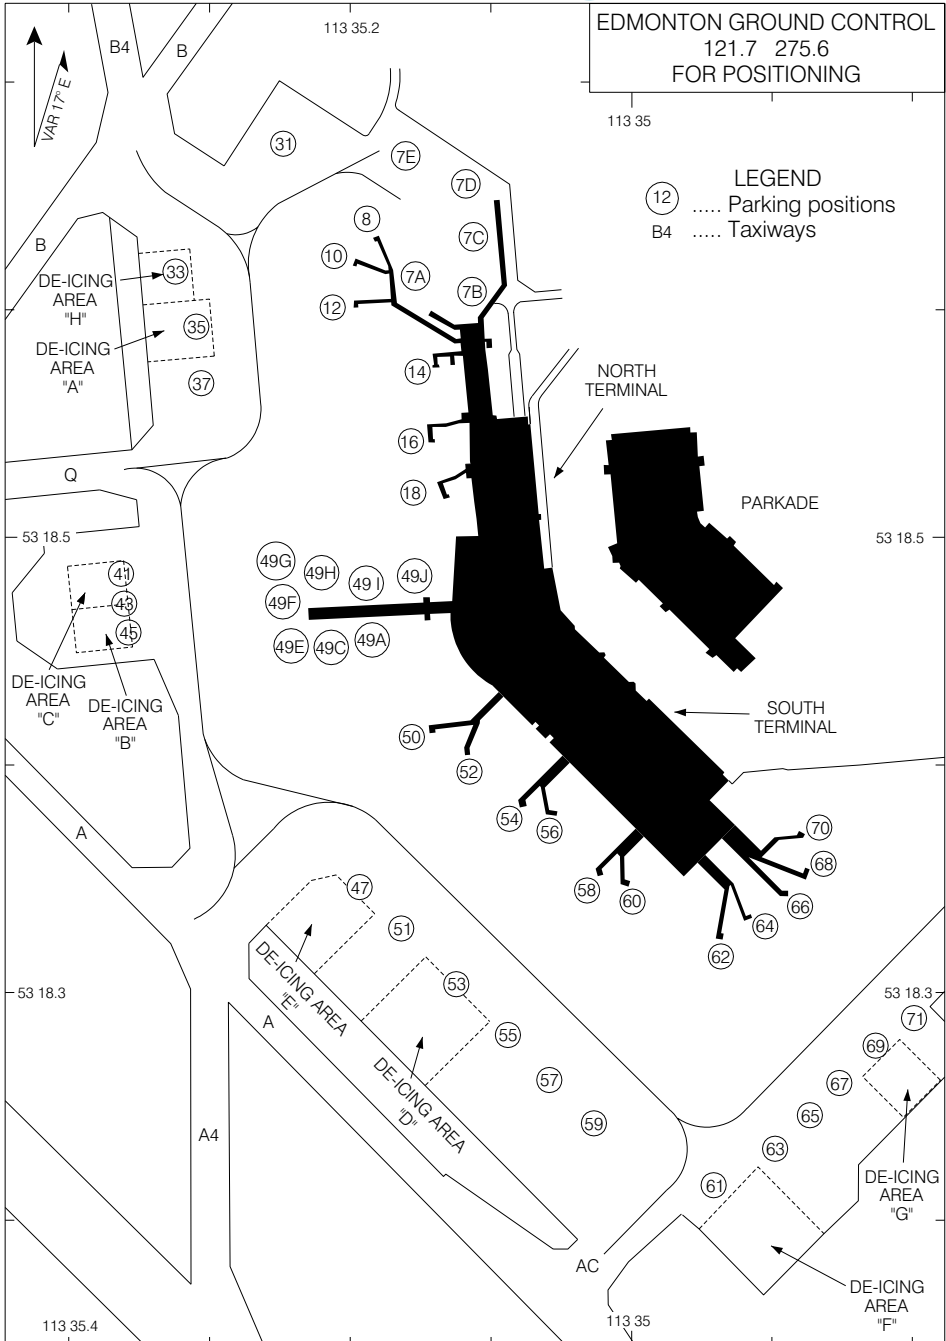 EDMONTON GROUND CONTROL
121.7 275.6
FOR POSITIONING
113 35.2
B4
B
VAR 17° E
113 35
LEGEND
12 ..... Parking positions
B4 ..... Taxiways
31
7E
7D
8
7C
10
7A
7B
12
B
DE-ICING
AREA
"H"
33
35
DE-ICING
AREA
"A"
37
14
16
18
NORTH
TERMINAL
PARKADE
Q
53 18.5
53 18.5
49G
49H
49 I
49J
49F
49E
49C
49A
41
43
45
DE-ICING
AREA
"C"
DE-ICING
AREA
"B"
SOUTH
TERMINAL
50
52
54
56
58
60
62
64
66
68
70
A
47
51
53
55
57
59
DE-ICING AREA
"E"
DE-ICING AREA
"D"
53 18.3
53 18.3
A
A4
71
69
67
65
63
61
DE-ICING
AREA
"G"
AC
DE-ICING
AREA
"F"
113 35.4
113 35